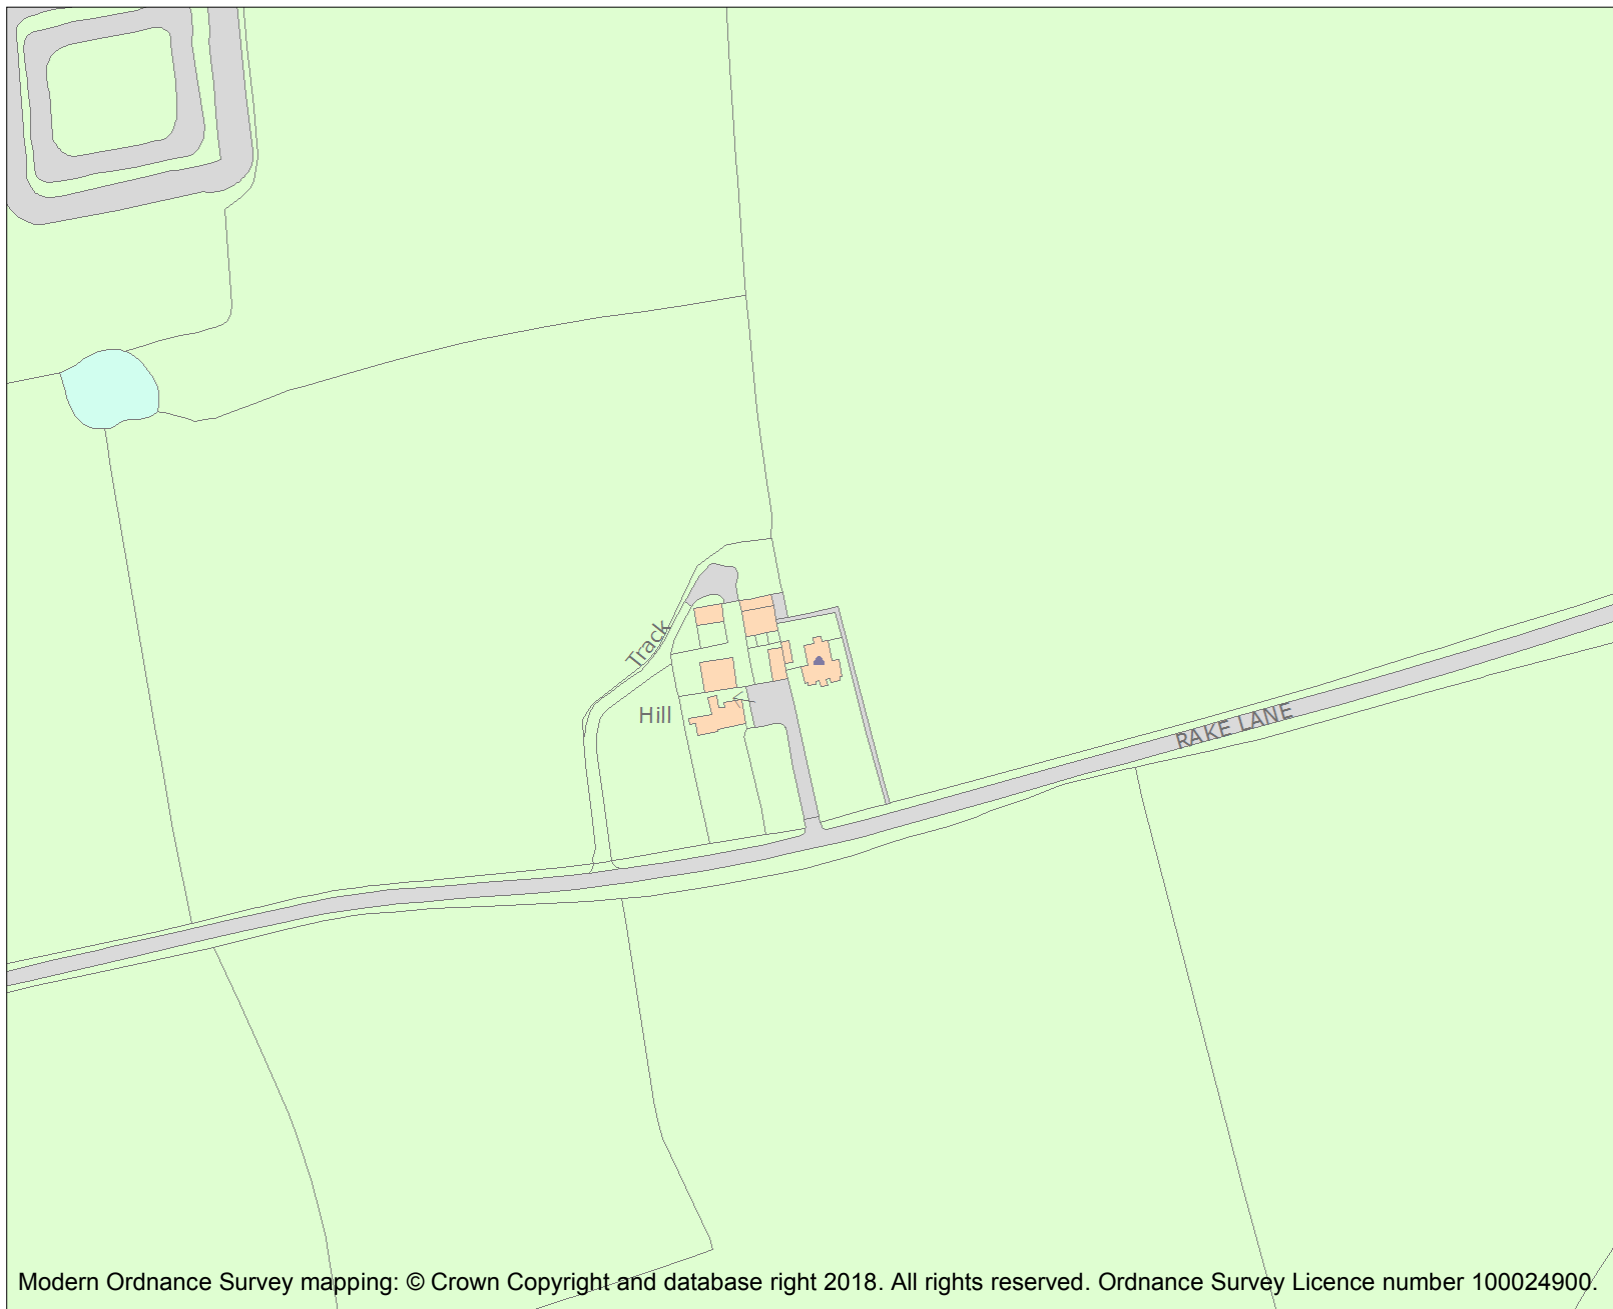 Track
Hill
RAKE LANE
Modern Ordnance Survey mapping: © Crown Copyright and database right 2018. All rights reserved. Ordnance Survey Licence number 100024900.